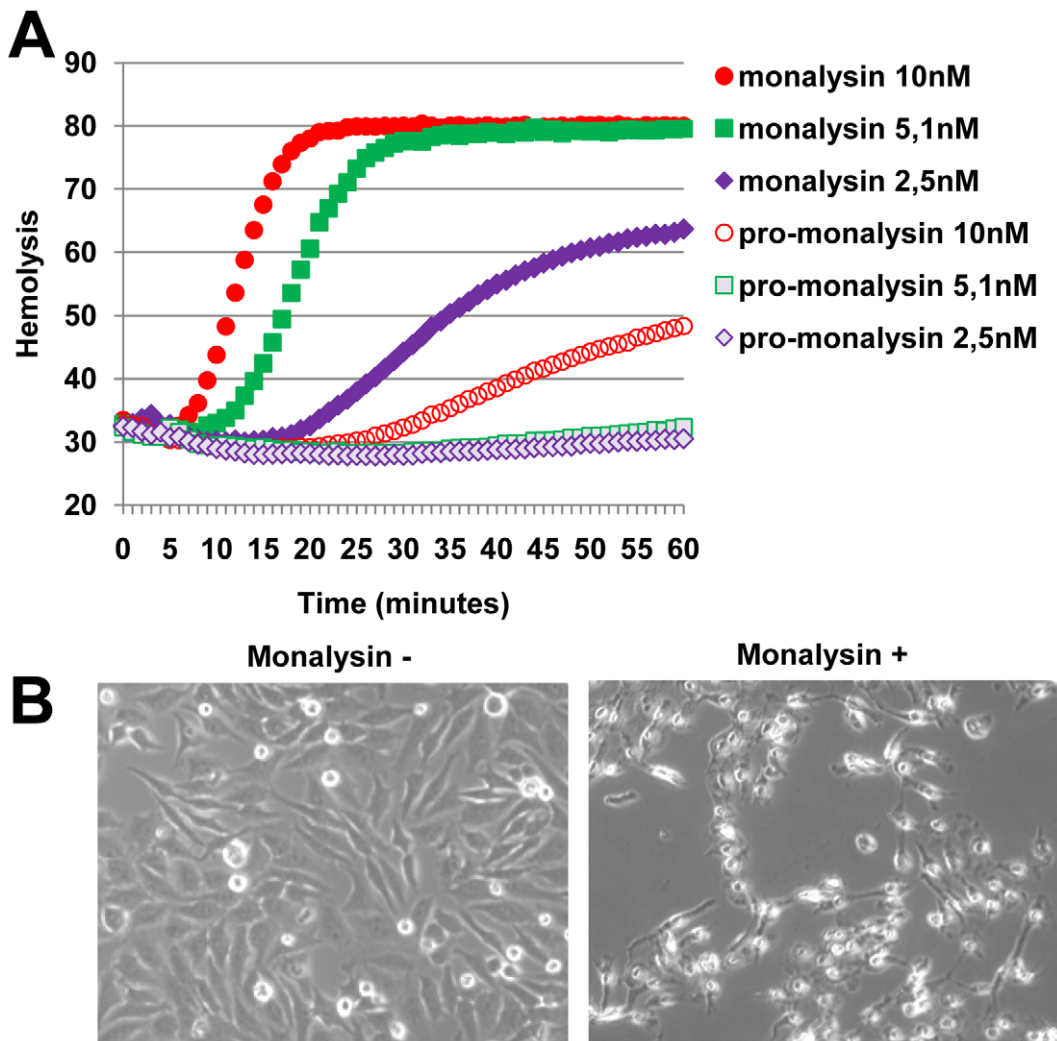 A
90
80
70
60
50
40
30
20
Hemolysis
0 5 10 15 20 25 30 35 40 45 50 55 60
Time (minutes)
monalysin 10nM
monalysin 5,1nM
monalysin 2,5nM
pro-monalysin 10nM
pro-monalysin 5,1nM
pro-monalysin 2,5nM
B
Monalysin -
Monalysin +